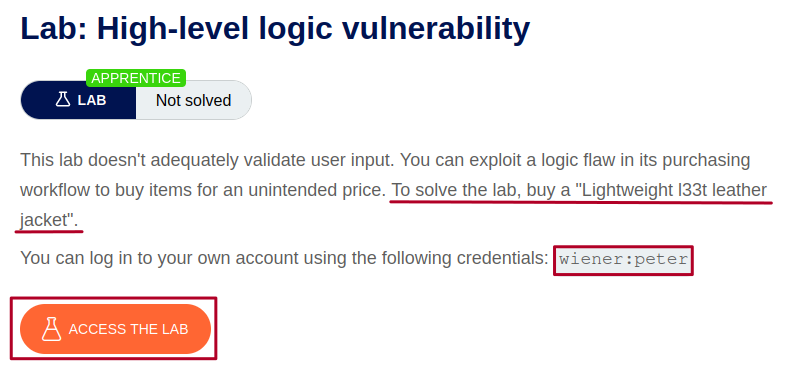 Lab: High-level logic vulnerability
APPRENTICE
LAB Not solved
This lab doesn't adequately validate user input. You can exploit a logic flaw in its purchasing
workflow to buy items for an unintended price. To solve the lab, buy a "Lightweight l33t leather
jacket".
You can log in to your own account using the following credentials: wiener:peter
ACCESS THE LAB